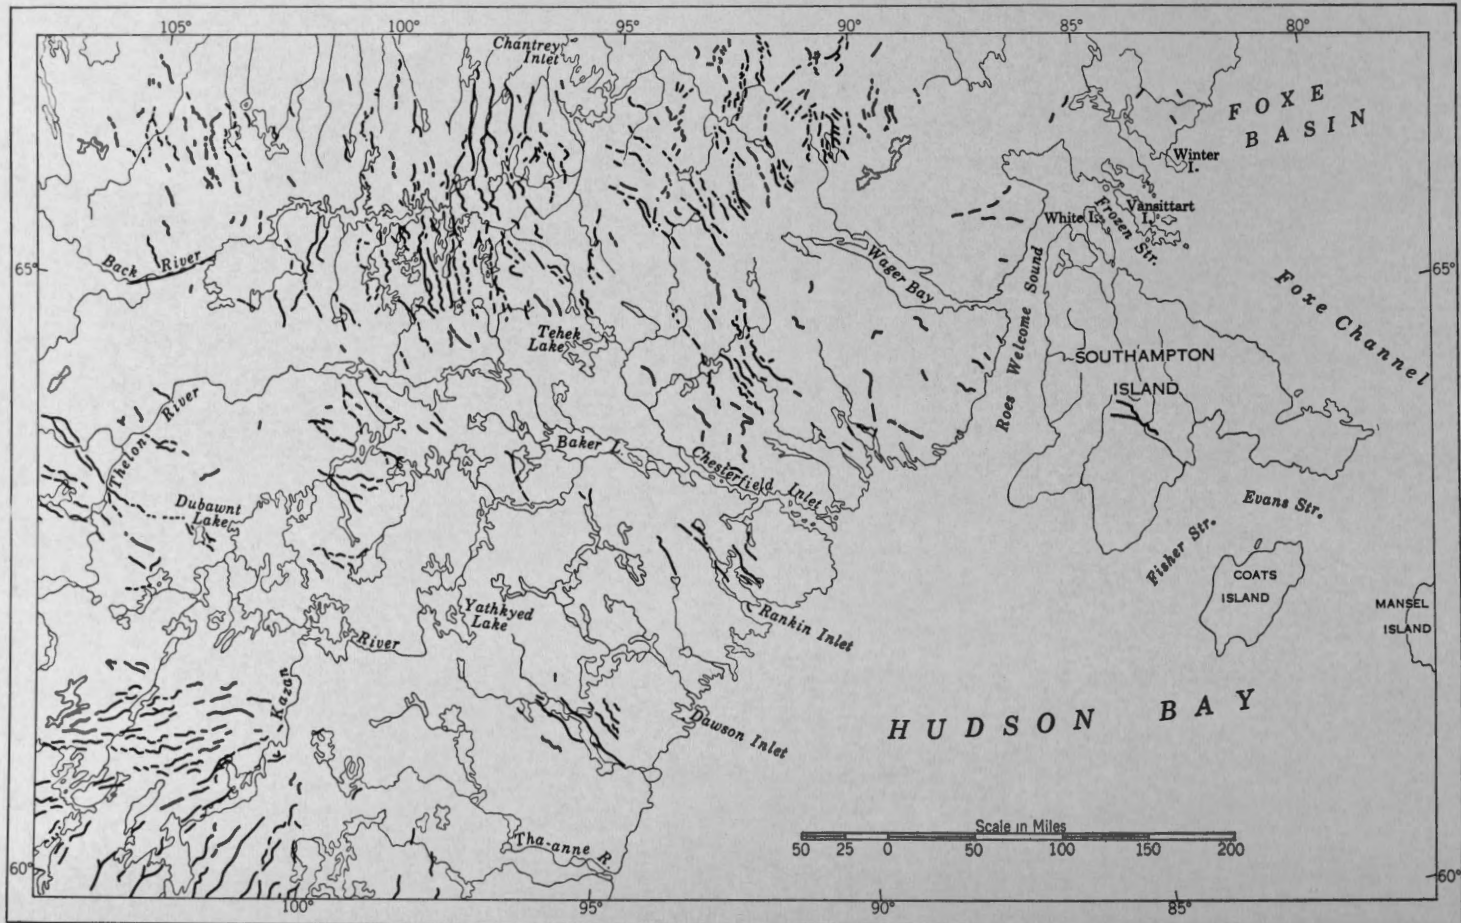 105° 100° 95° 90° 85° 80°
Chantrey
Inlet
FOXE
BASIN
Winter
I.
Vansittart
I.
White I.
Frozen Str.
Back River
65°
65°
Wager Bay
Roes Welcome Sound
Foxe Channel
Tehek
Lake
SOUTHAMPTON
ISLAND
Thelon River
Baker L.
Chesterfield Inlet
Dubawnt
Lake
Evans Str.
Fisher Str.
COATS
ISLAND
MANSEL
ISLAND
Yathkyed
Lake
Rankin Inlet
Kazan River
HUDSON BAY
Dawson Inlet
Scale in Miles
50 25 0 50 100 150 200
Tha-anne R.
60°
60°
100° 95° 90° 85°